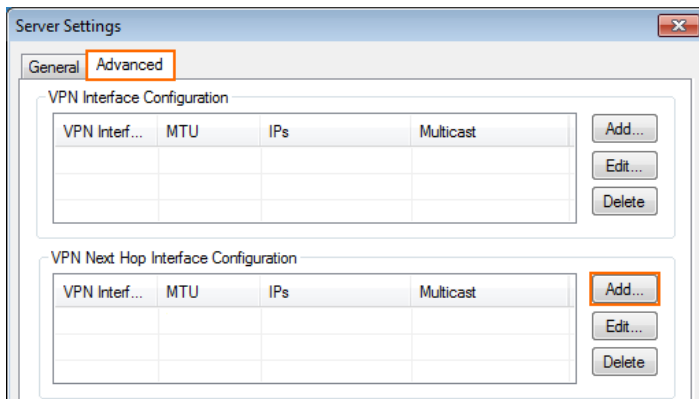 Server Settings
General Advanced
VPN Interface Configuration
VPN Interf... MTU IPs Multicast
Add...
Edit...
Delete
VPN Next Hop Interface Configuration
VPN Interf... MTU IPs Multicast
Add...
Edit...
Delete